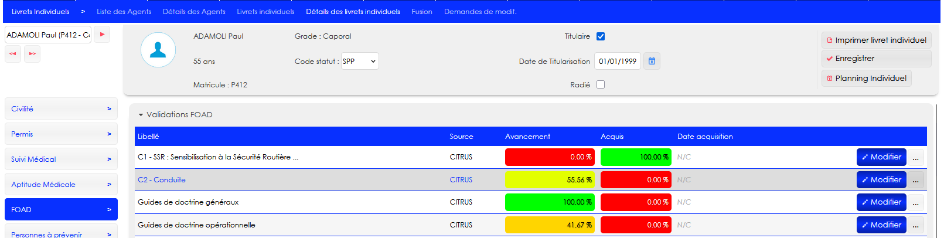 Livrets Individuels > Liste des Agents Détails des Agents Livrets individuels Détails des livrets individuels Fusion Demandes de modif.
ADAMOLI Paul (P412 - C
ADAMOLI Paul Grade : Caporal Titulaire
55 ans Code statut : SPP Date de Titularisation 01/01/1999
Matricule : P412 Radié
Imprimer livret individuel
Enregistrer
Planning Individuel
Civilité >
Permis >
Suivi Médical >
Aptitude Médicale >
FOAD >
Personnes à prévenir >
Validations FOAD
Libellé Source Avancement Acquis Date acquisition
C1 - SSR : Sensibilisation à la Sécurité Routière ... CITRUS 0.00 % 100.00 % N/C Modifier ...
C2 - Conduite CITRUS 55.56 % 0.00 % N/C Modifier ...
Guides de doctrine généraux CITRUS 100.00 % 0.00 % N/C Modifier ...
Guides de doctrine opérationnelle CITRUS 41.67 % 0.00 % N/C Modifier ...